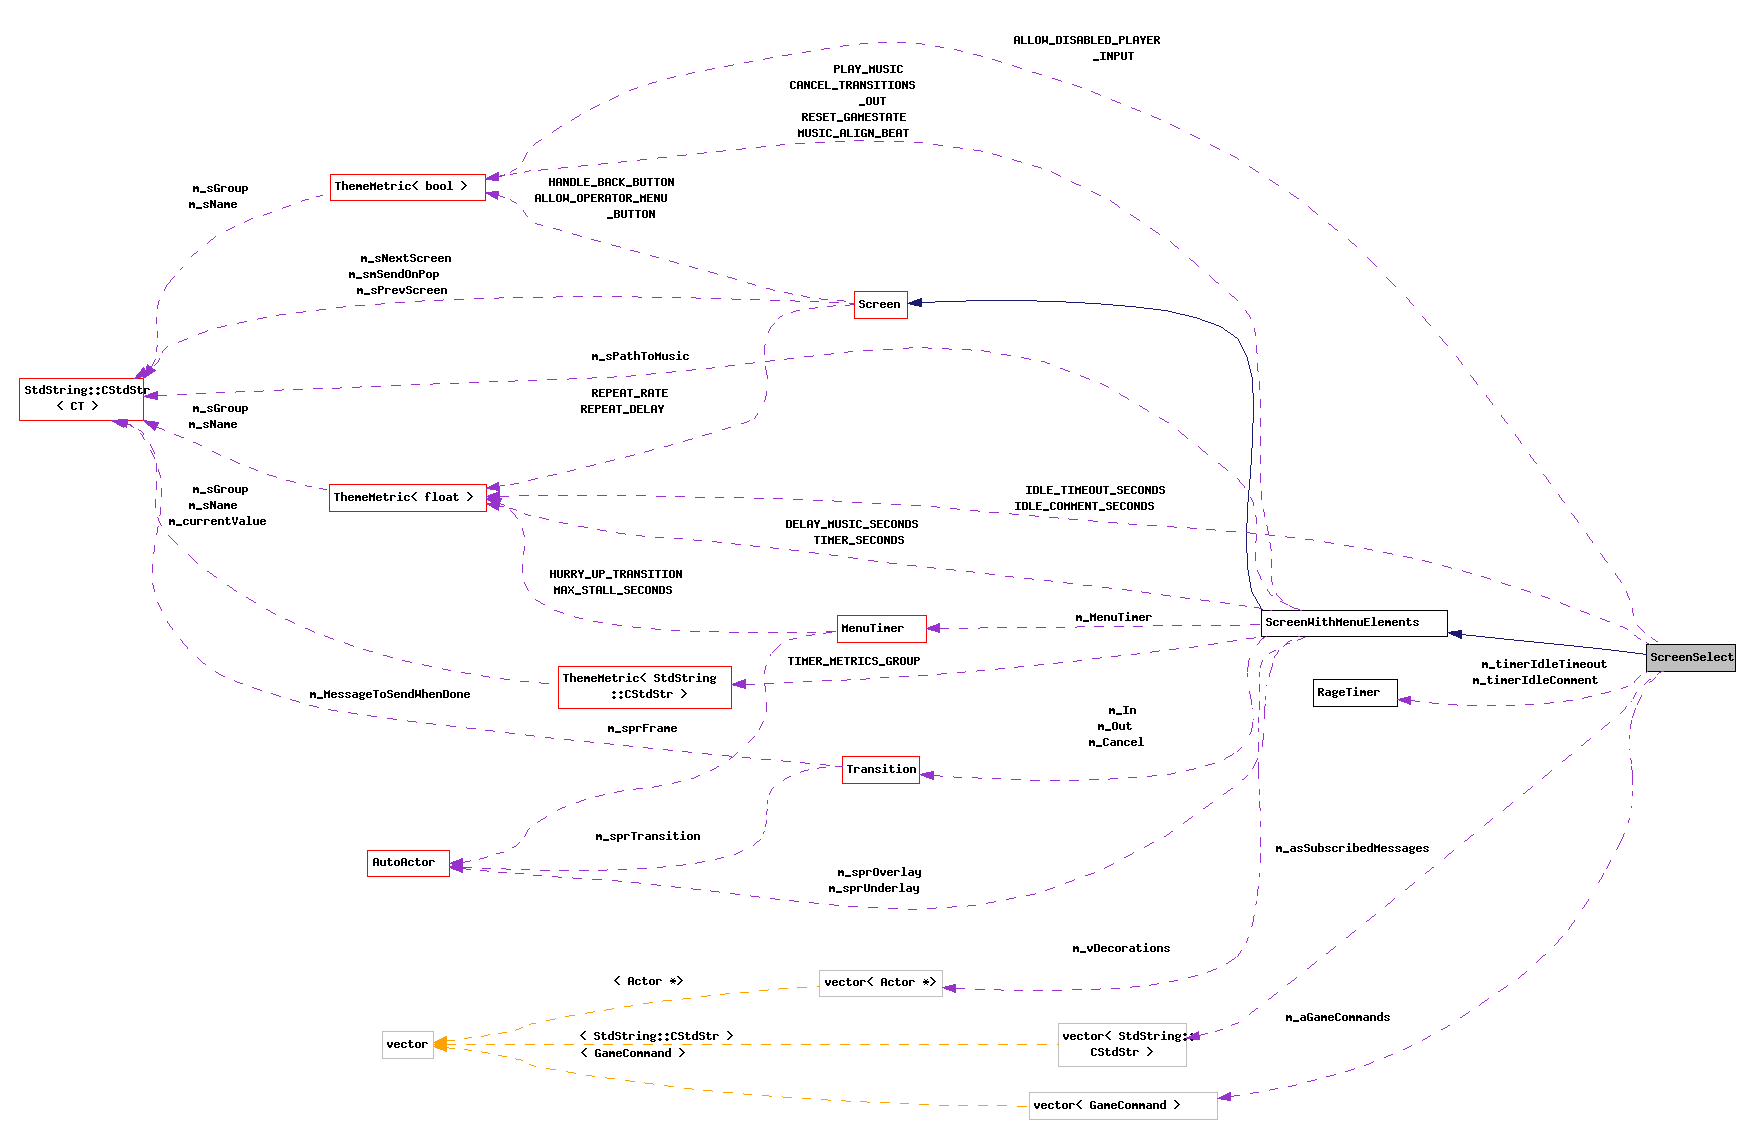 ALLOW_DISABLED_PLAYER
_INPUT
PLAY_MUSIC
CANCEL_TRANSITIONS
_OUT
RESET_GAMESTATE
MUSIC_ALIGN_BEAT
ThemeMetric< bool >
m_sGroup
m_sName
HANDLE_BACK_BUTTON
ALLOW_OPERATOR_MENU
_BUTTON
m_sNextScreen
m_smSendOnPop
m_sPrevScreen
Screen
m_sPathToMusic
StdString::CStdStr
< CT >
REPEAT_RATE
REPEAT_DELAY
m_sGroup
m_sName
ThemeMetric< float >
m_sGroup
m_sName
m_currentValue
IDLE_TIMEOUT_SECONDS
IDLE_COMMENT_SECONDS
DELAY_MUSIC_SECONDS
TIMER_SECONDS
HURRY_UP_TRANSITION
MAX_STALL_SECONDS
MenuTimer
m_MenuTimer
ScreenWithMenuElements
ScreenSelect
TIMER_METRICS_GROUP
ThemeMetric< StdString
::CStdStr >
m_timerIdleTimeout
m_timerIdleComment
RageTimer
m_MessageToSendWhenDone
m_In
m_Out
m_Cancel
m_sprFrame
Transition
m_sprTransition
AutoActor
m_asSubscribedMessages
m_sprOverlay
m_sprUnderlay
m_vDecorations
< Actor *>
vector< Actor *>
m_aGameCommands
vector
< StdString::CStdStr >
< GameCommand >
vector< StdString::
CStdStr >
vector< GameCommand >